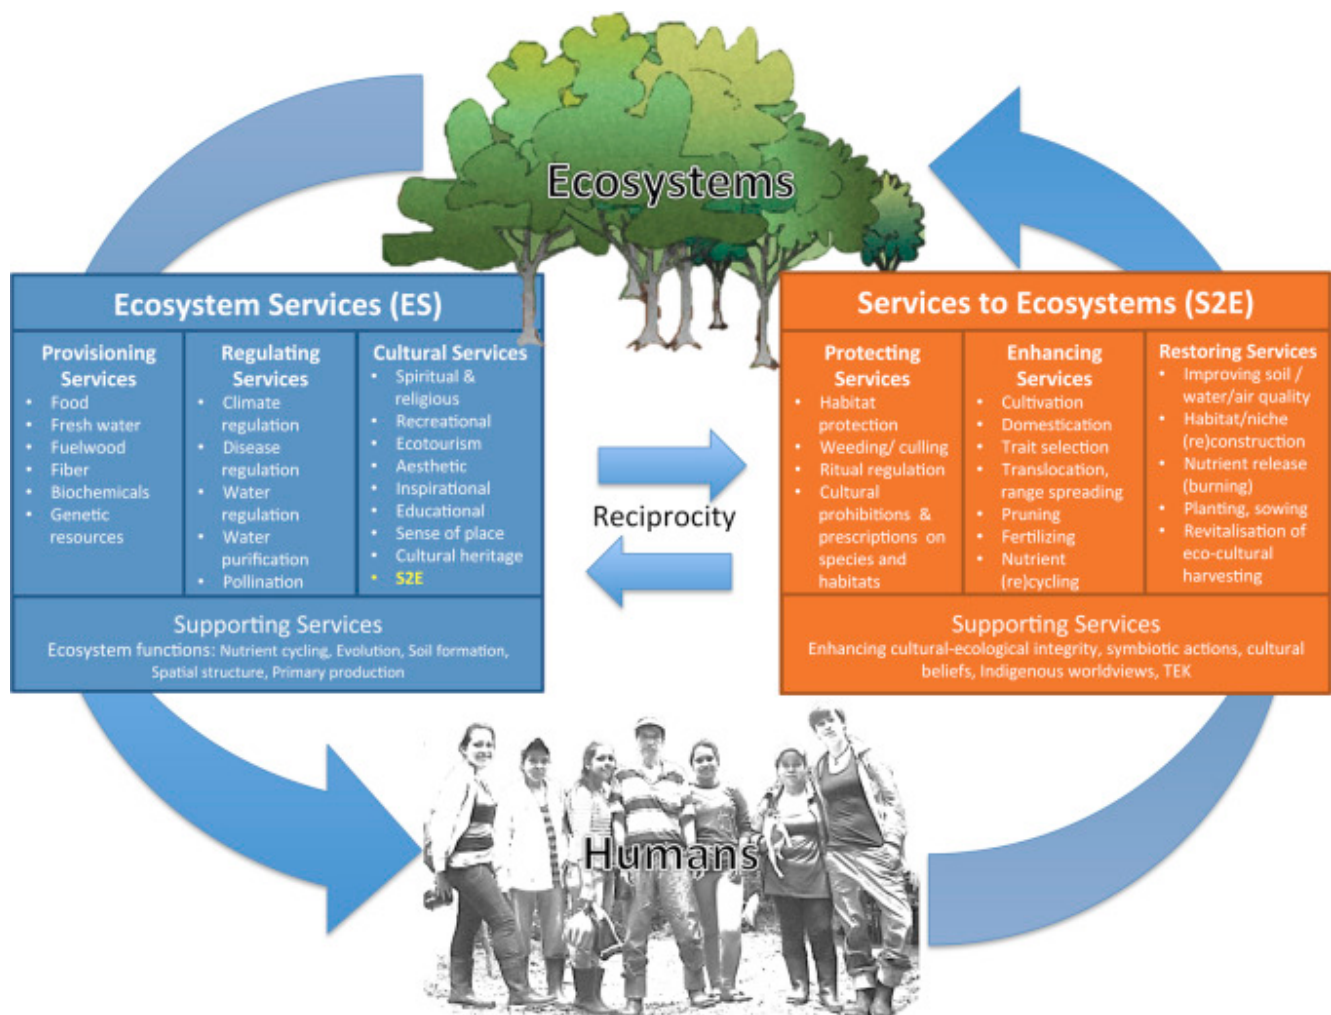 Ecosystems
Ecosystem Services (ES)
Provisioning
Services
• Food
• Fresh water
• Fuelwood
• Fiber
• Biochemicals
• Genetic
resources
Regulating
Services
• Climate
regulation
• Disease
regulation
• Water
regulation
• Water
purification
• Pollination
Cultural Services
• Spiritual &
religious
• Recreational
• Ecotourism
• Aesthetic
• Inspirational
• Educational
• Sense of place
• Cultural heritage
• S2E
Supporting Services
Ecosystem functions: Nutrient cycling, Evolution, Soil formation,
Spatial structure, Primary production
Reciprocity
Services to Ecosystems (S2E)
Protecting
Services
• Habitat
protection
• Weeding/ culling
• Ritual regulation
• Cultural
prohibitions &
prescriptions on
species and
habitats
Enhancing
Services
• Cultivation
• Domestication
• Trait selection
• Translocation,
range spreading
• Pruning
• Fertilizing
• Nutrient
(re)cycling
Restoring Services
• Improving soil /
water/air quality
• Habitat/niche
(re)construction
• Nutrient release
(burning)
• Planting, sowing
• Revitalisation of
eco-cultural
harvesting
Supporting Services
Enhancing cultural-ecological integrity, symbiotic actions, cultural
beliefs, Indigenous worldviews, TEK
Humans